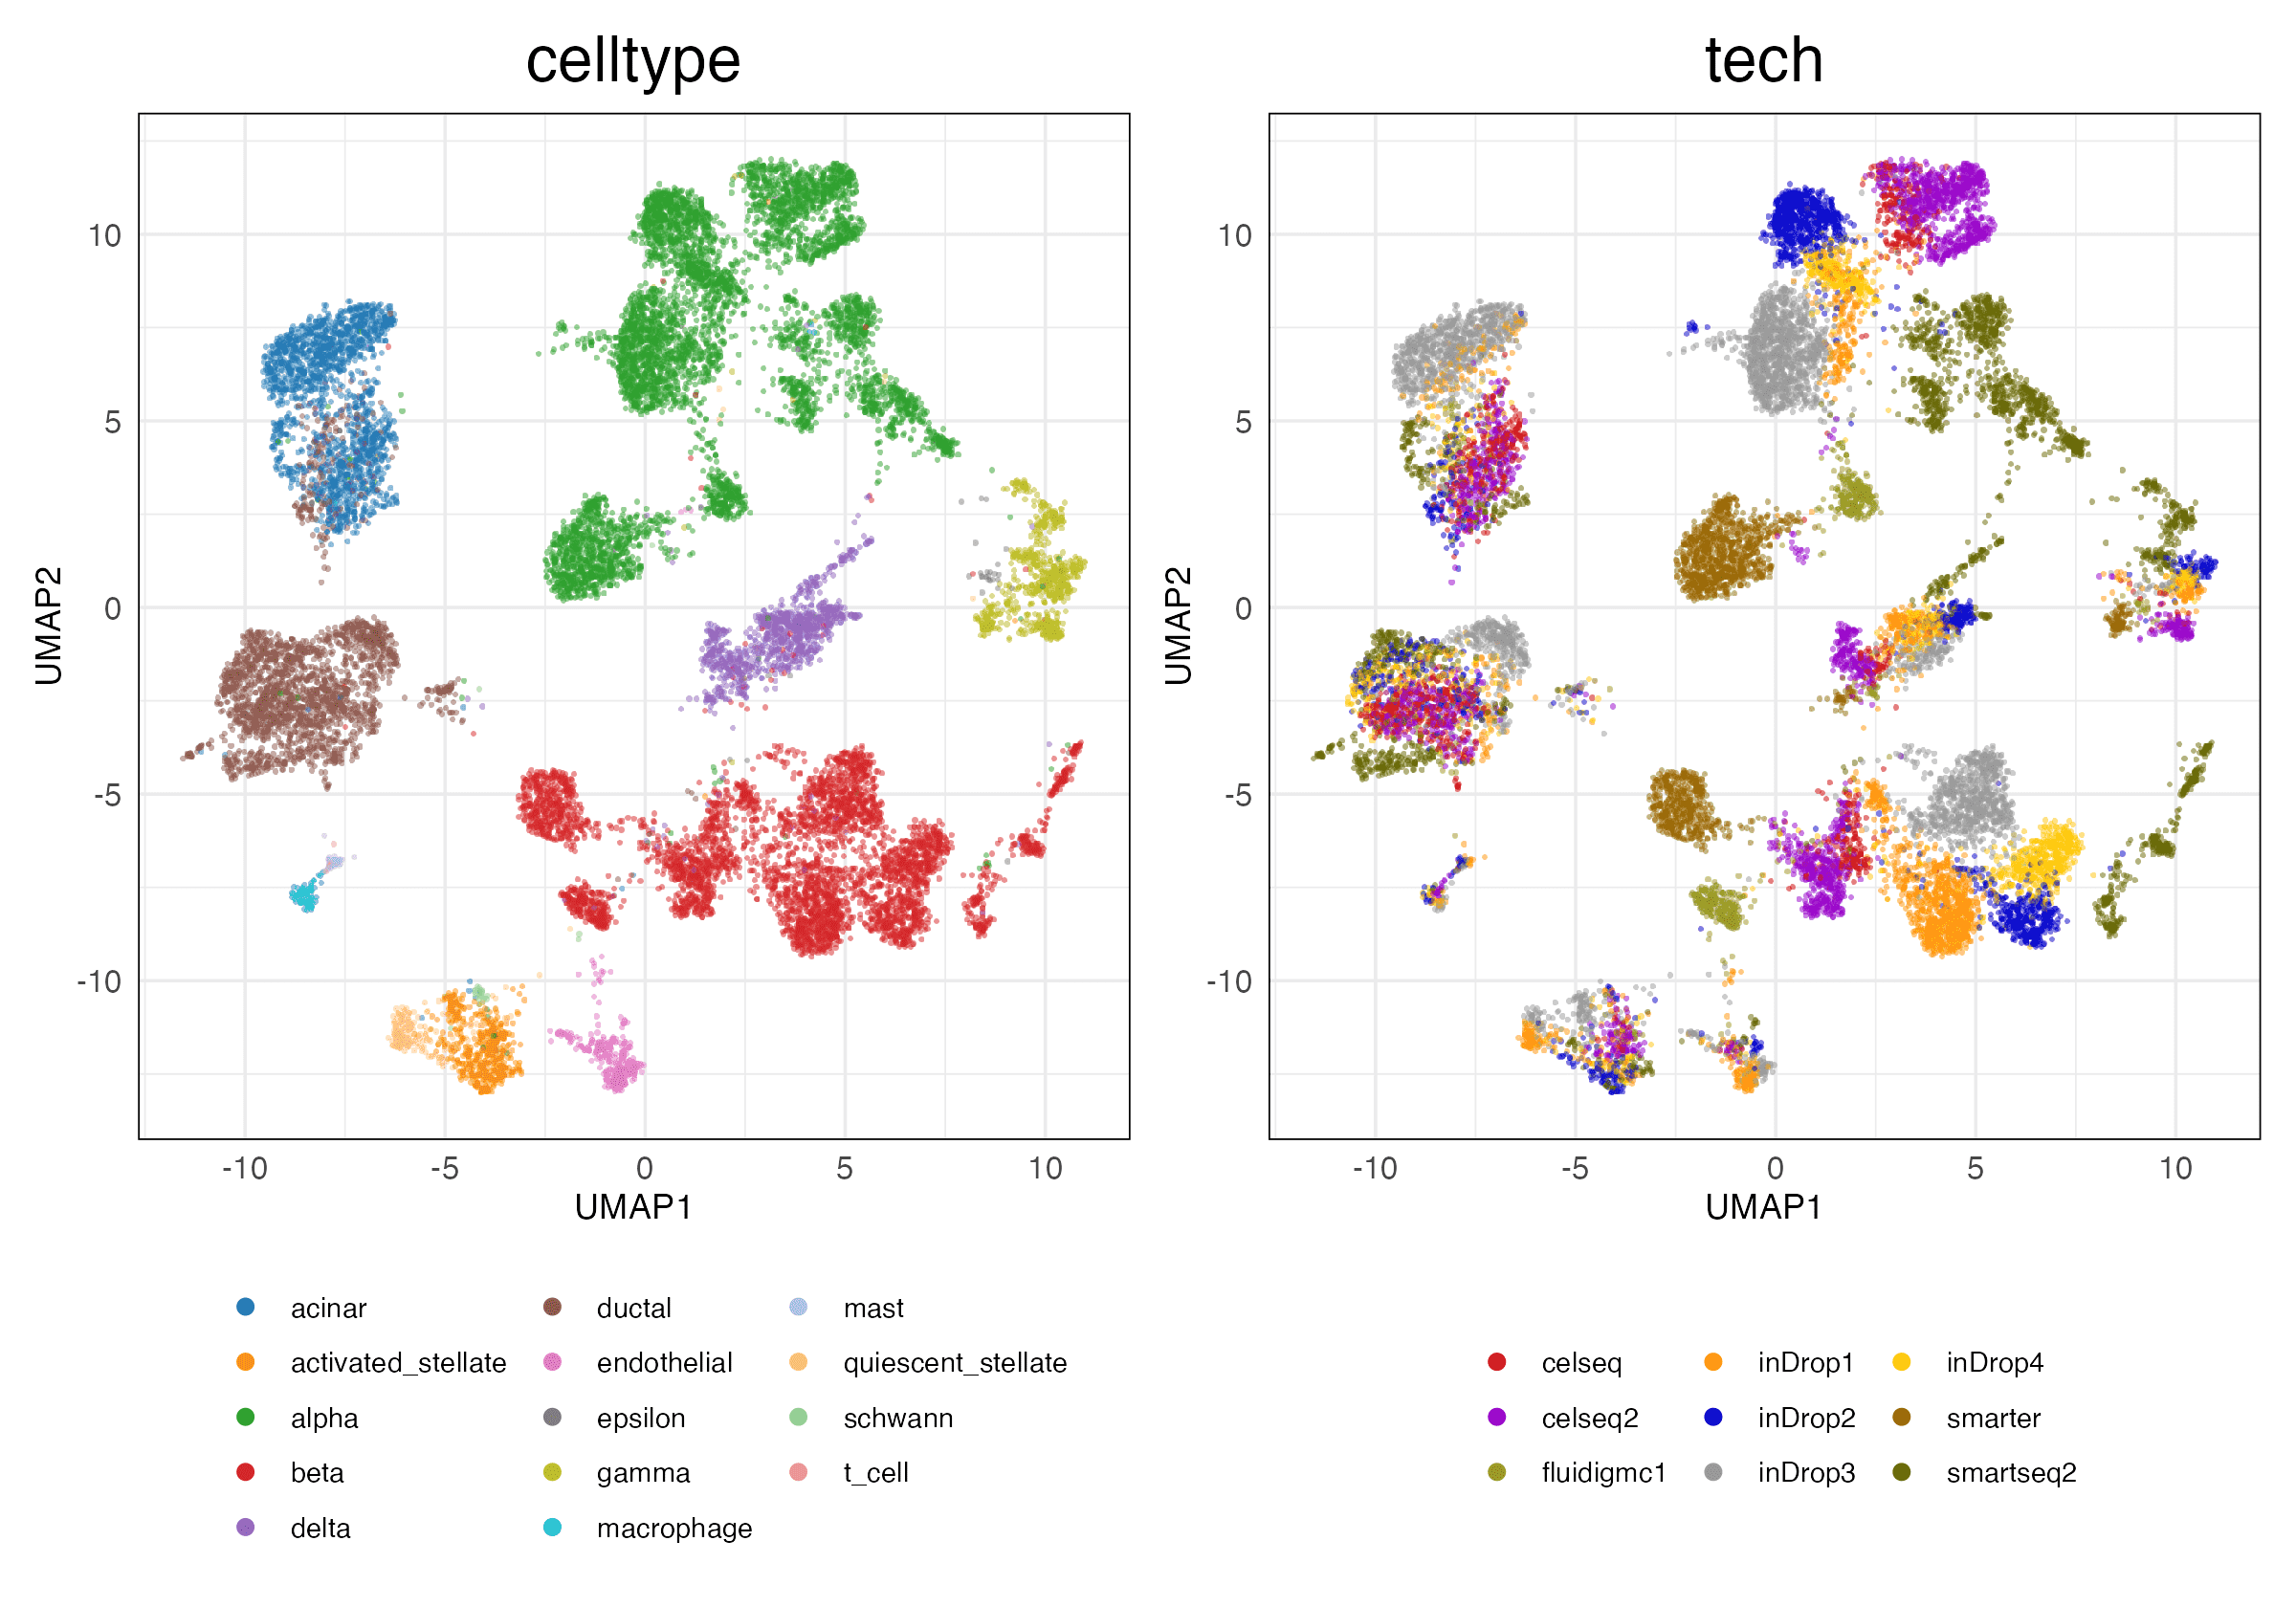 celltype
tech
10
5
0
-5
-10
UMAP2
-10 -5 0 5 10
UMAP1
10
5
0
-5
-10
UMAP2
-10 -5 0 5 10
UMAP1
acinar ductal mast
activated_stellate endothelial quiescent_stellate
alpha epsilon schwann
beta gamma t_cell
delta macrophage
celseq inDrop1 inDrop4
celseq2 inDrop2 smarter
fluidigmc1 inDrop3 smartseq2